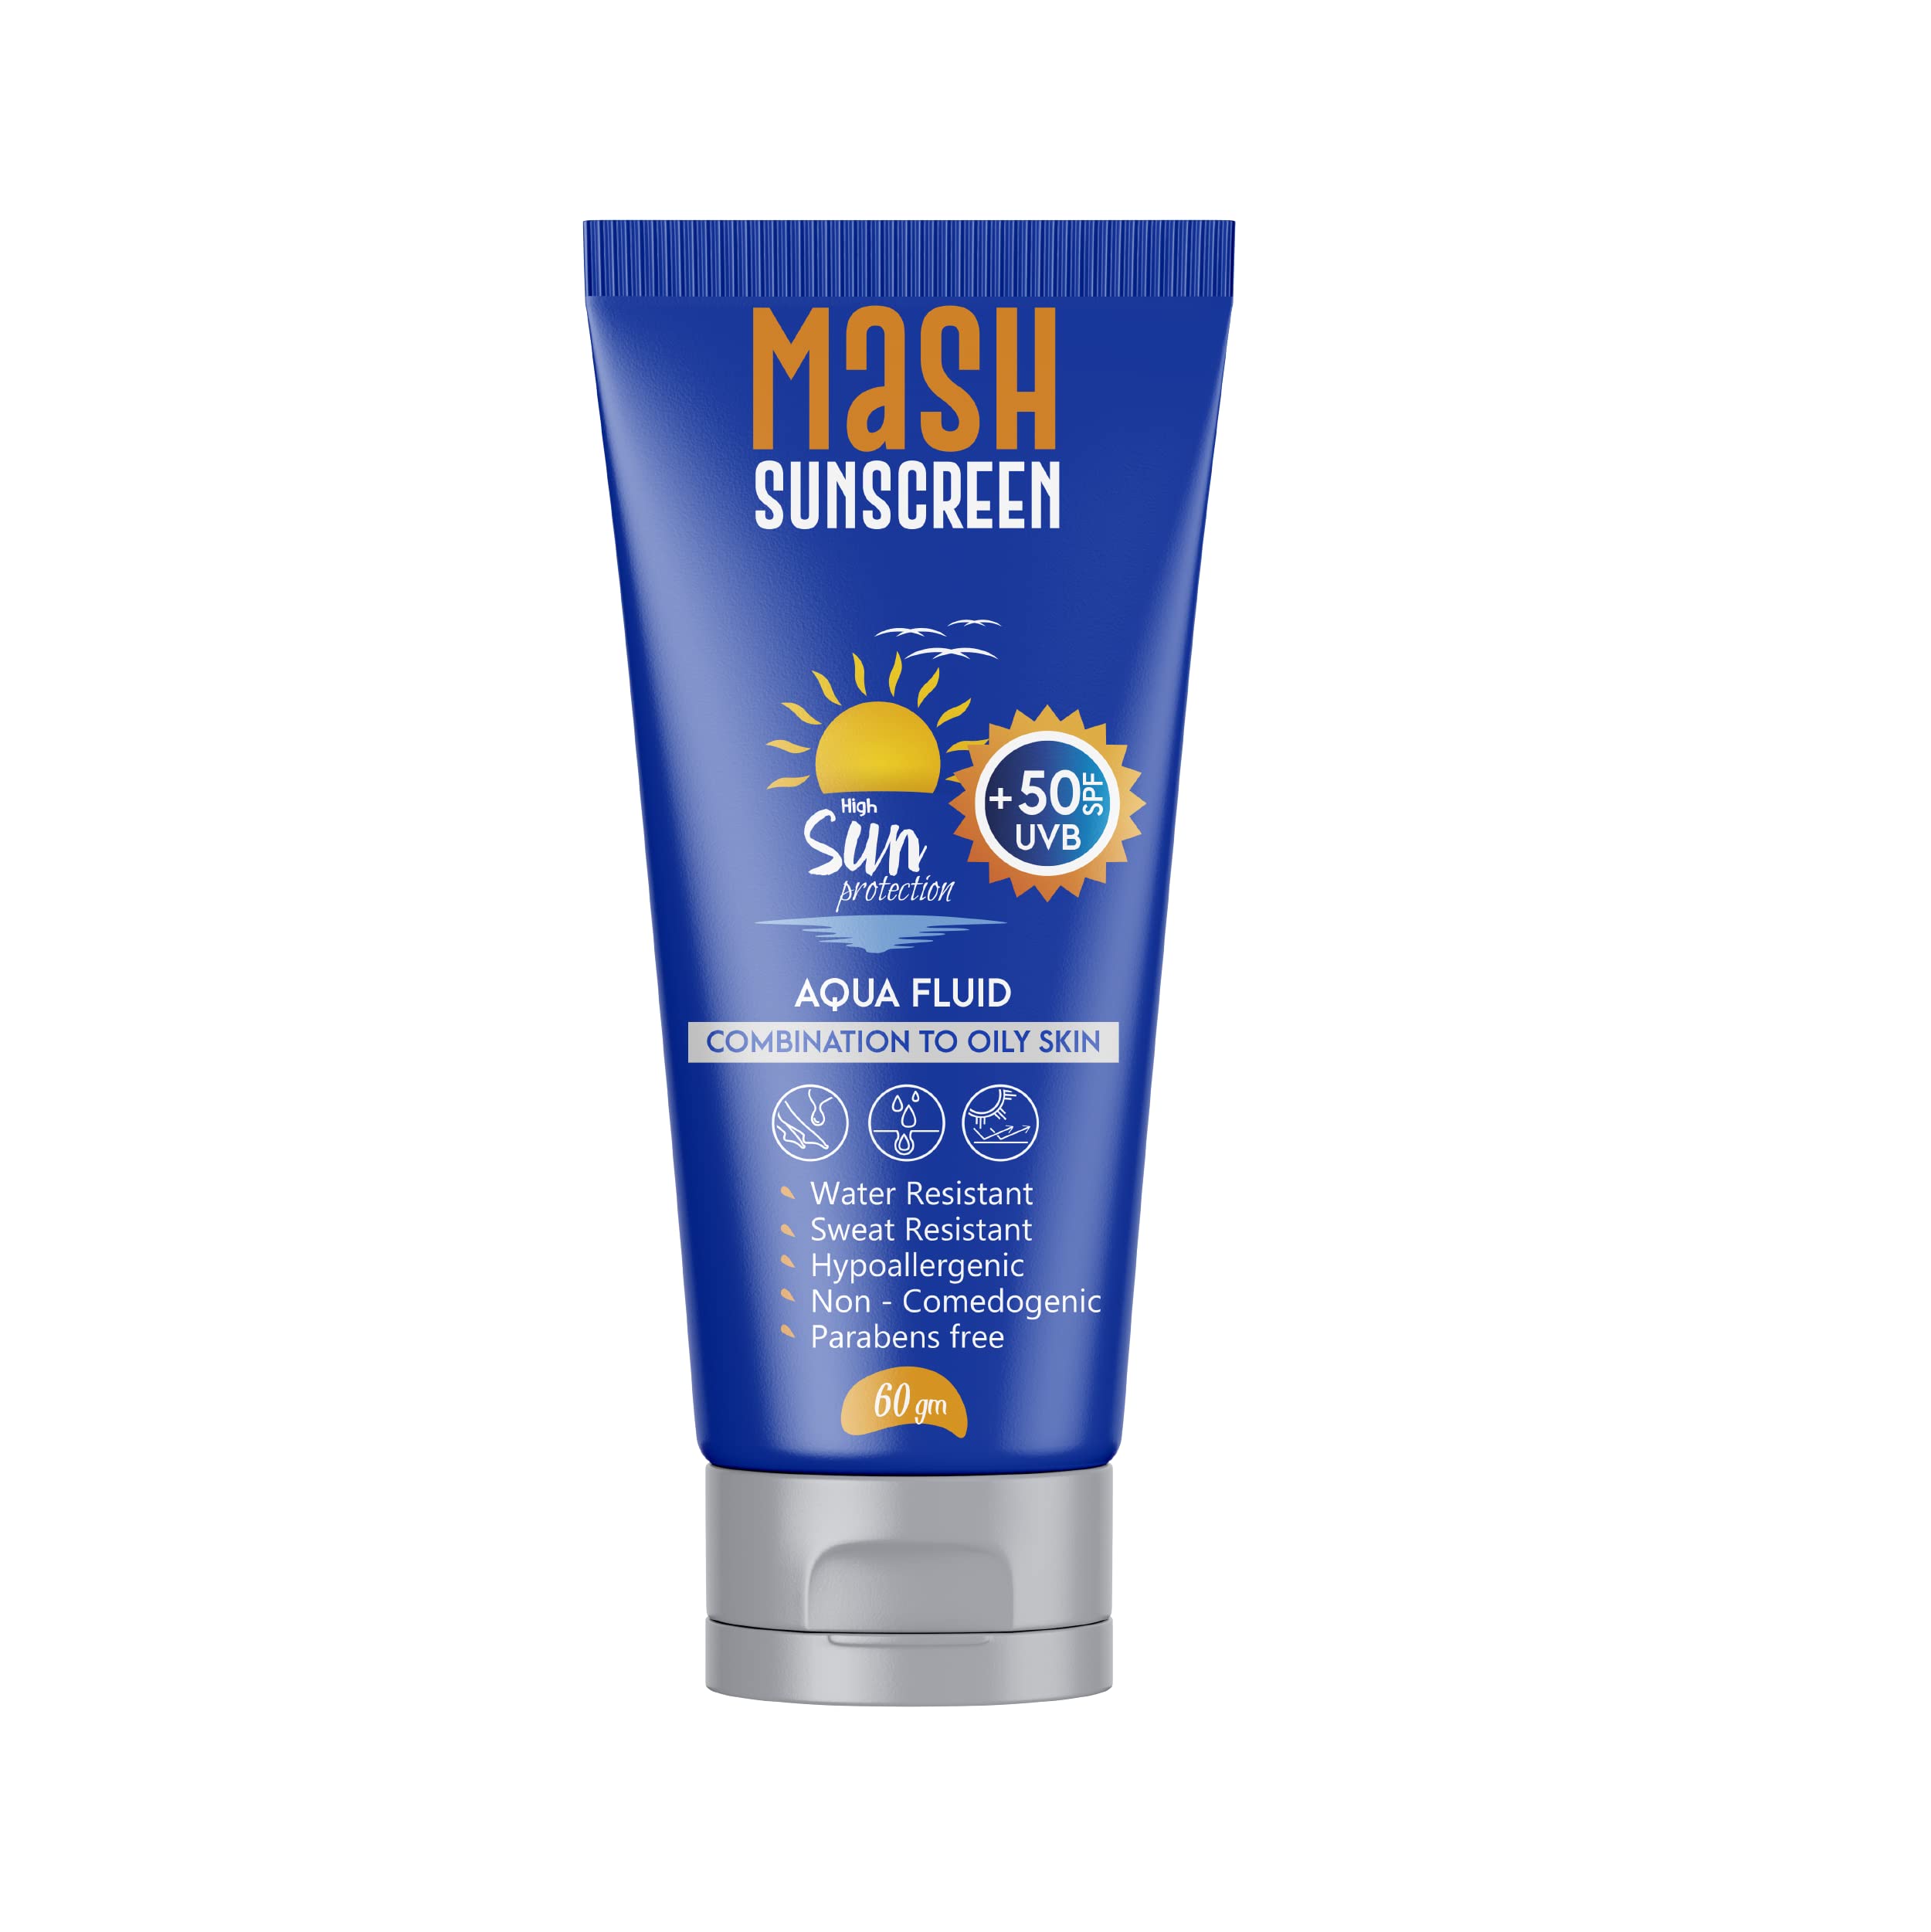 MaSH
SUNSCREEN
+50 SPF
UVB
High
Sun
protection
AQUA FLUID
COMBINATION TO OILY SKIN
Water Resistant
Sweat Resistant
Hypoallergenic
Non - Comedogenic
Parabens free
60 gm